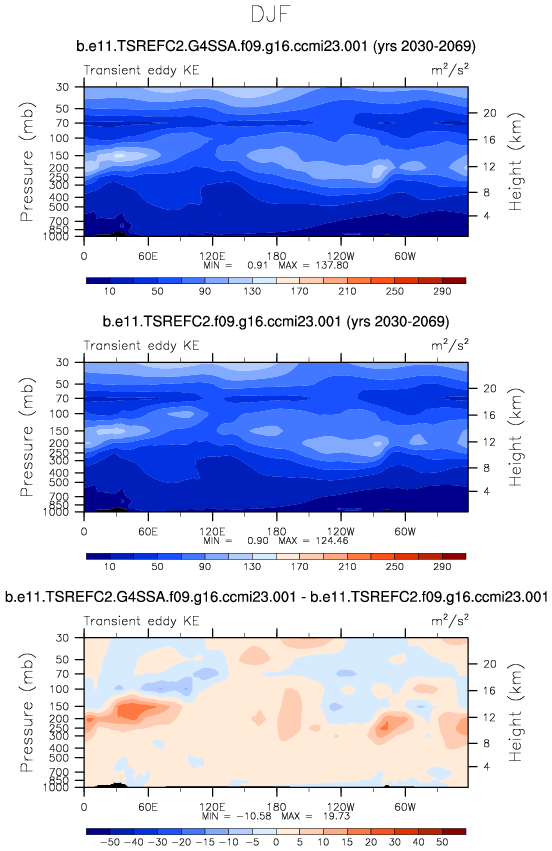 DJF
b.e11.TSREFC2.G4SSA.f09.g16.ccmi23.001 (yrs 2030-2069)
Transient eddy KE m²/s²
Pressure (mb)
30
50
70
100
150
200
250
300
400
500
700
850
1000
20
16
12
8
4
Height (km)
0 60E 120E 180 120W 60W
MIN = 0.91 MAX = 137.80
10 50 90 130 170 210 250 290
b.e11.TSREFC2.f09.g16.ccmi23.001 (yrs 2030-2069)
Transient eddy KE m²/s²
Pressure (mb)
30
50
70
100
150
200
250
300
400
500
700
850
1000
20
16
12
8
4
Height (km)
0 60E 120E 180 120W 60W
MIN = 0.90 MAX = 124.46
10 50 90 130 170 210 250 290
b.e11.TSREFC2.G4SSA.f09.g16.ccmi23.001 - b.e11.TSREFC2.f09.g16.ccmi23.001
Transient eddy KE m²/s²
Pressure (mb)
30
50
70
100
150
200
250
300
400
500
700
850
1000
20
16
12
8
4
Height (km)
0 60E 120E 180 120W 60W
MIN = −10.58 MAX = 19.73
−50 −40 −30 −20 −15 −10 −5 0 5 10 15 20 30 40 50